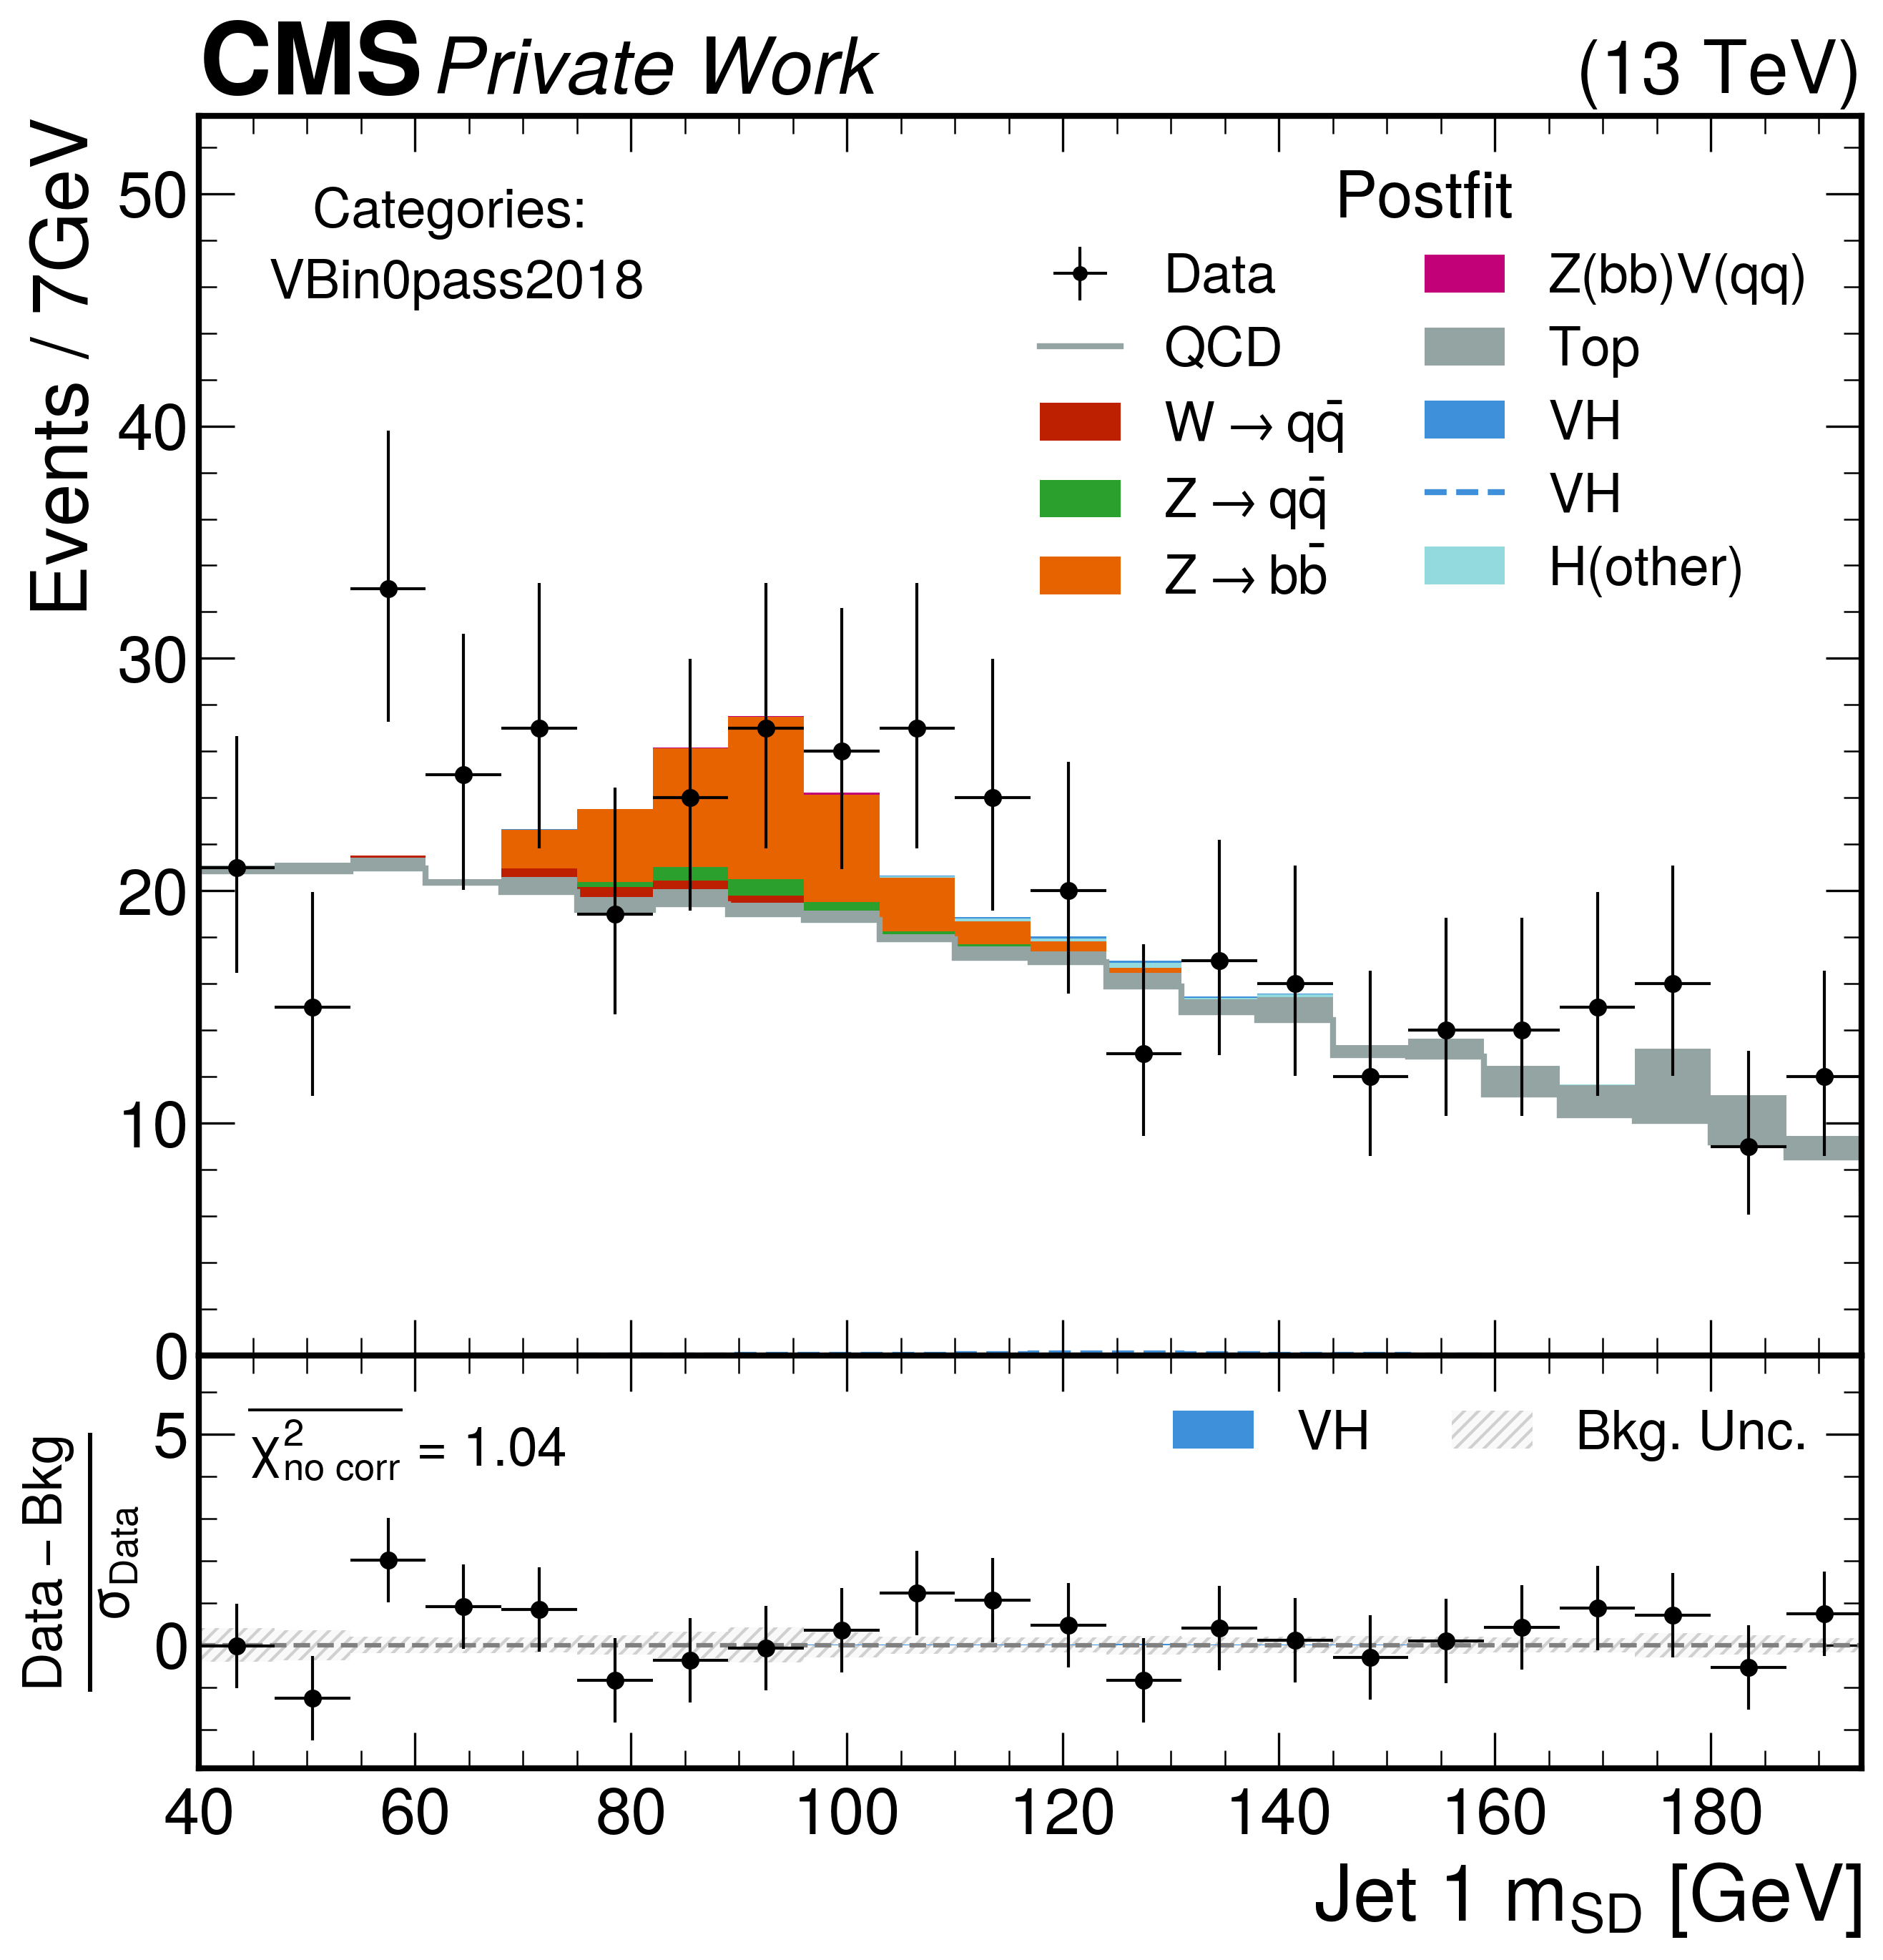 CMS Private Work (13 TeV)
Events / 7GeV
50
40
30
20
10
0
Categories:
VBin0pass2018
Postfit
Data
QCD
W → qq̄
Z → qq̄
Z → bb̄
Z(bb)V(qq)
Top
VH
VH
H(other)
Data − Bkg
σData
5
0
χ²no corr = 1.04
VH
Bkg. Unc.
40 60 80 100 120 140 160 180
Jet 1 mSD [GeV]